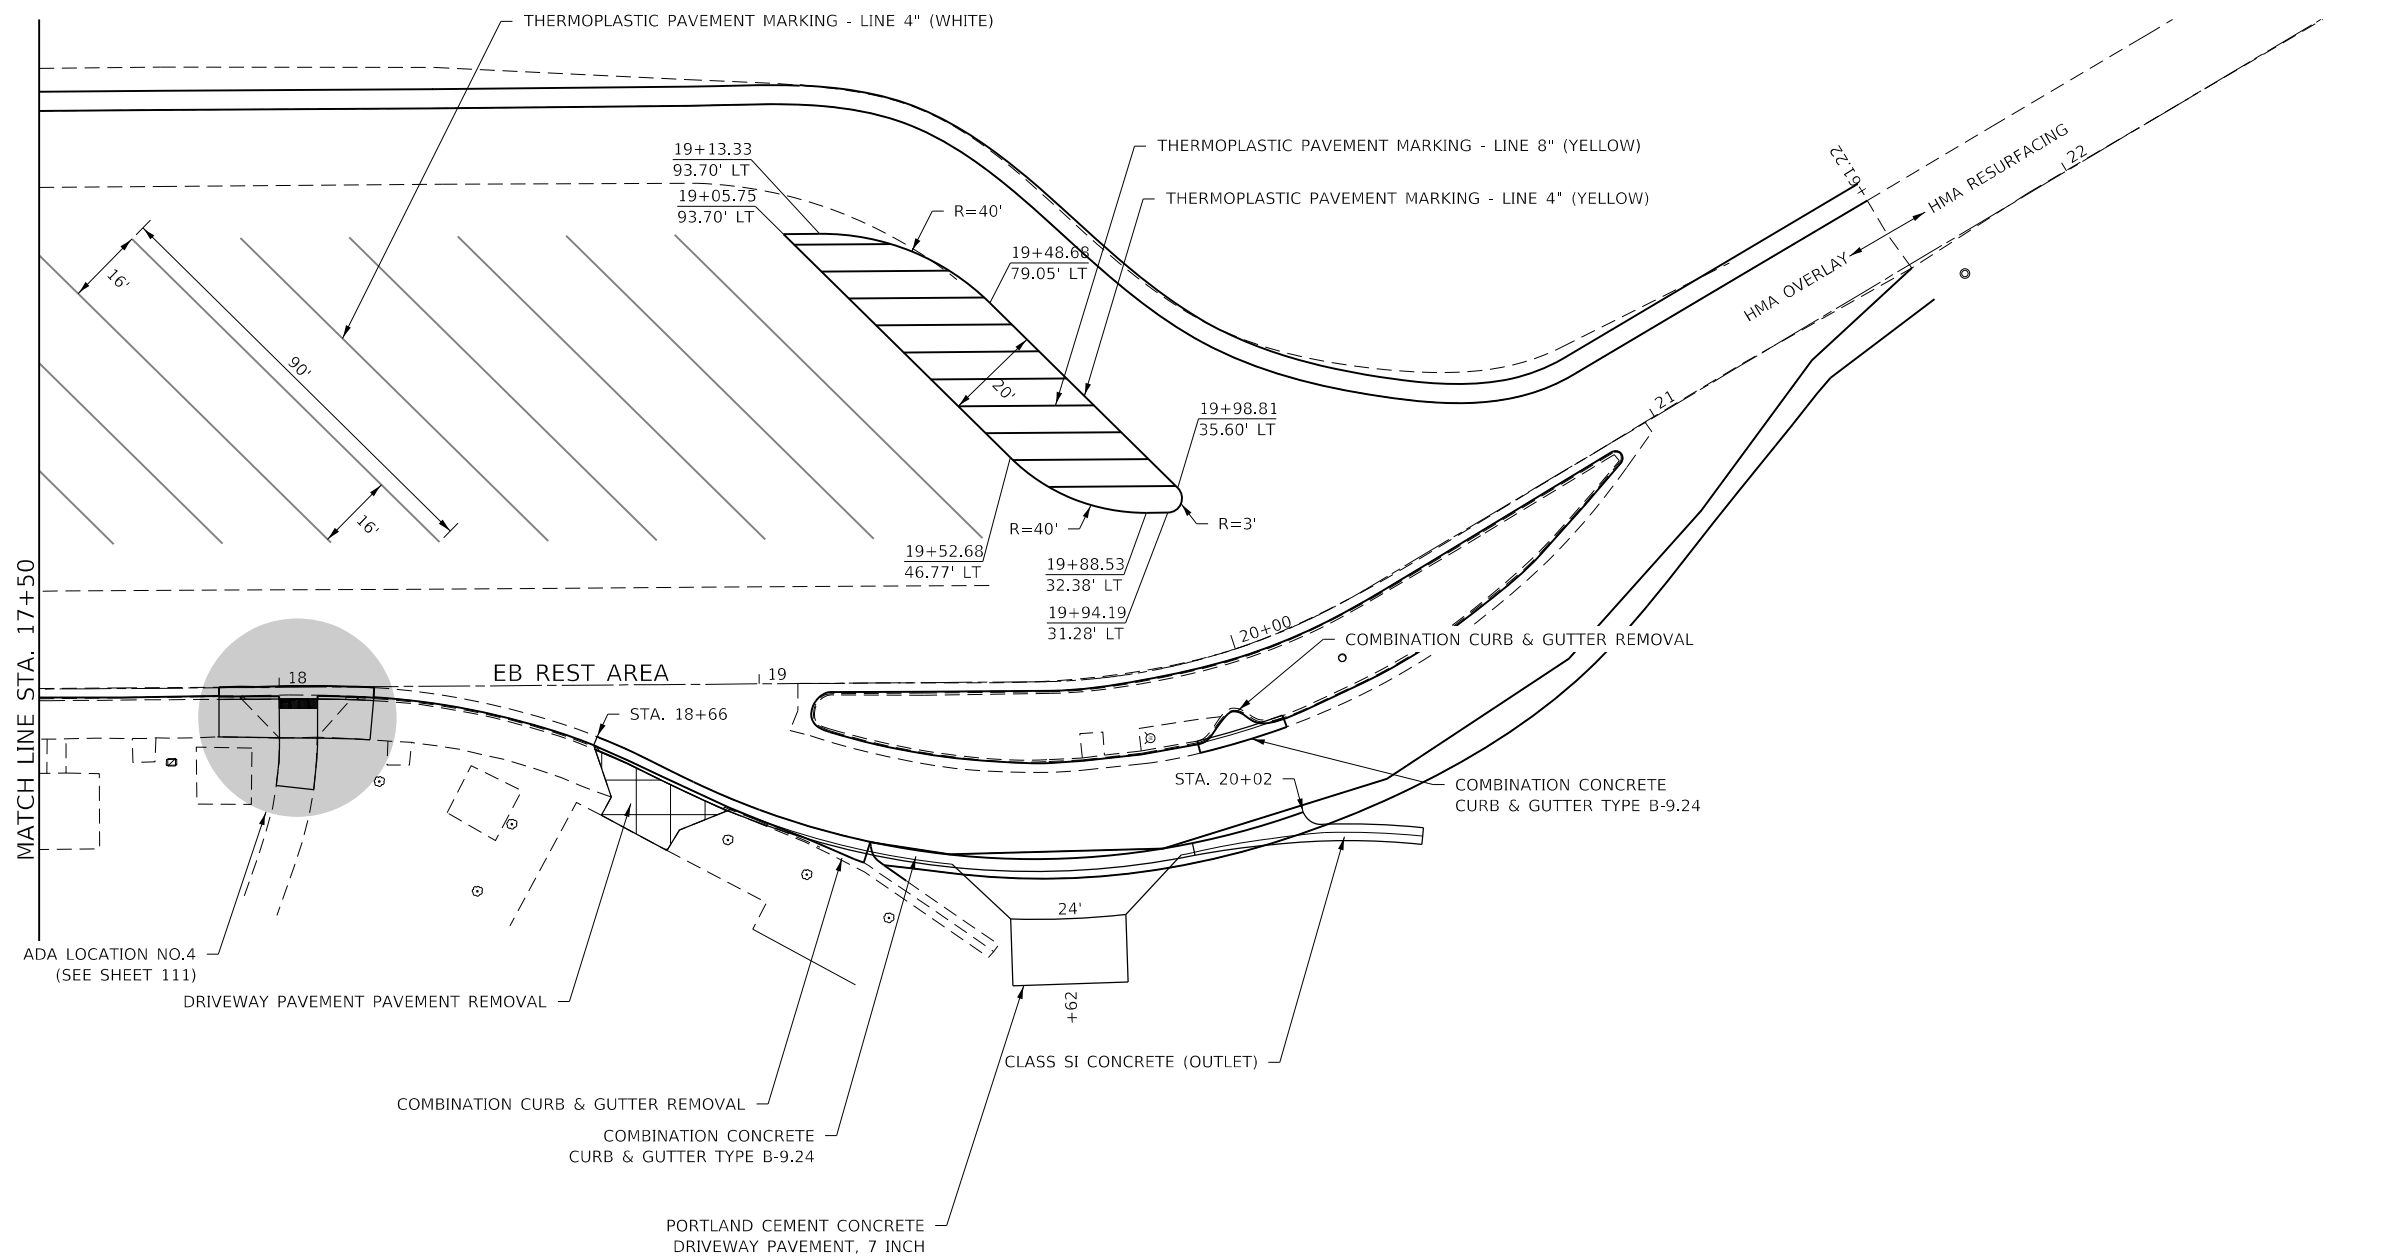 THERMOPLASTIC PAVEMENT MARKING - LINE 4" (WHITE)
19+13.33
93.70' LT
19+05.75
93.70' LT
R=40'
THERMOPLASTIC PAVEMENT MARKING - LINE 8" (YELLOW)
THERMOPLASTIC PAVEMENT MARKING - LINE 4" (YELLOW)
+61.22
HMA RESURFACING
22
HMA OVERLAY
19+48.68
79.05' LT
16'
90'
20'
16'
19+98.81
35.60' LT
21
R=40'
R=3'
19+52.68
46.77' LT
19+88.53
32.38' LT
19+94.19
31.28' LT
MATCH LINE STA. 17+50
18
EB REST AREA
19
20+00
COMBINATION CURB & GUTTER REMOVAL
STA. 18+66
STA. 20+02
COMBINATION CONCRETE
CURB & GUTTER TYPE B-9.24
24'
+62
ADA LOCATION NO.4
(SEE SHEET 111)
DRIVEWAY PAVEMENT PAVEMENT REMOVAL
CLASS SI CONCRETE (OUTLET)
COMBINATION CURB & GUTTER REMOVAL
COMBINATION CONCRETE
CURB & GUTTER TYPE B-9.24
PORTLAND CEMENT CONCRETE
DRIVEWAY PAVEMENT, 7 INCH